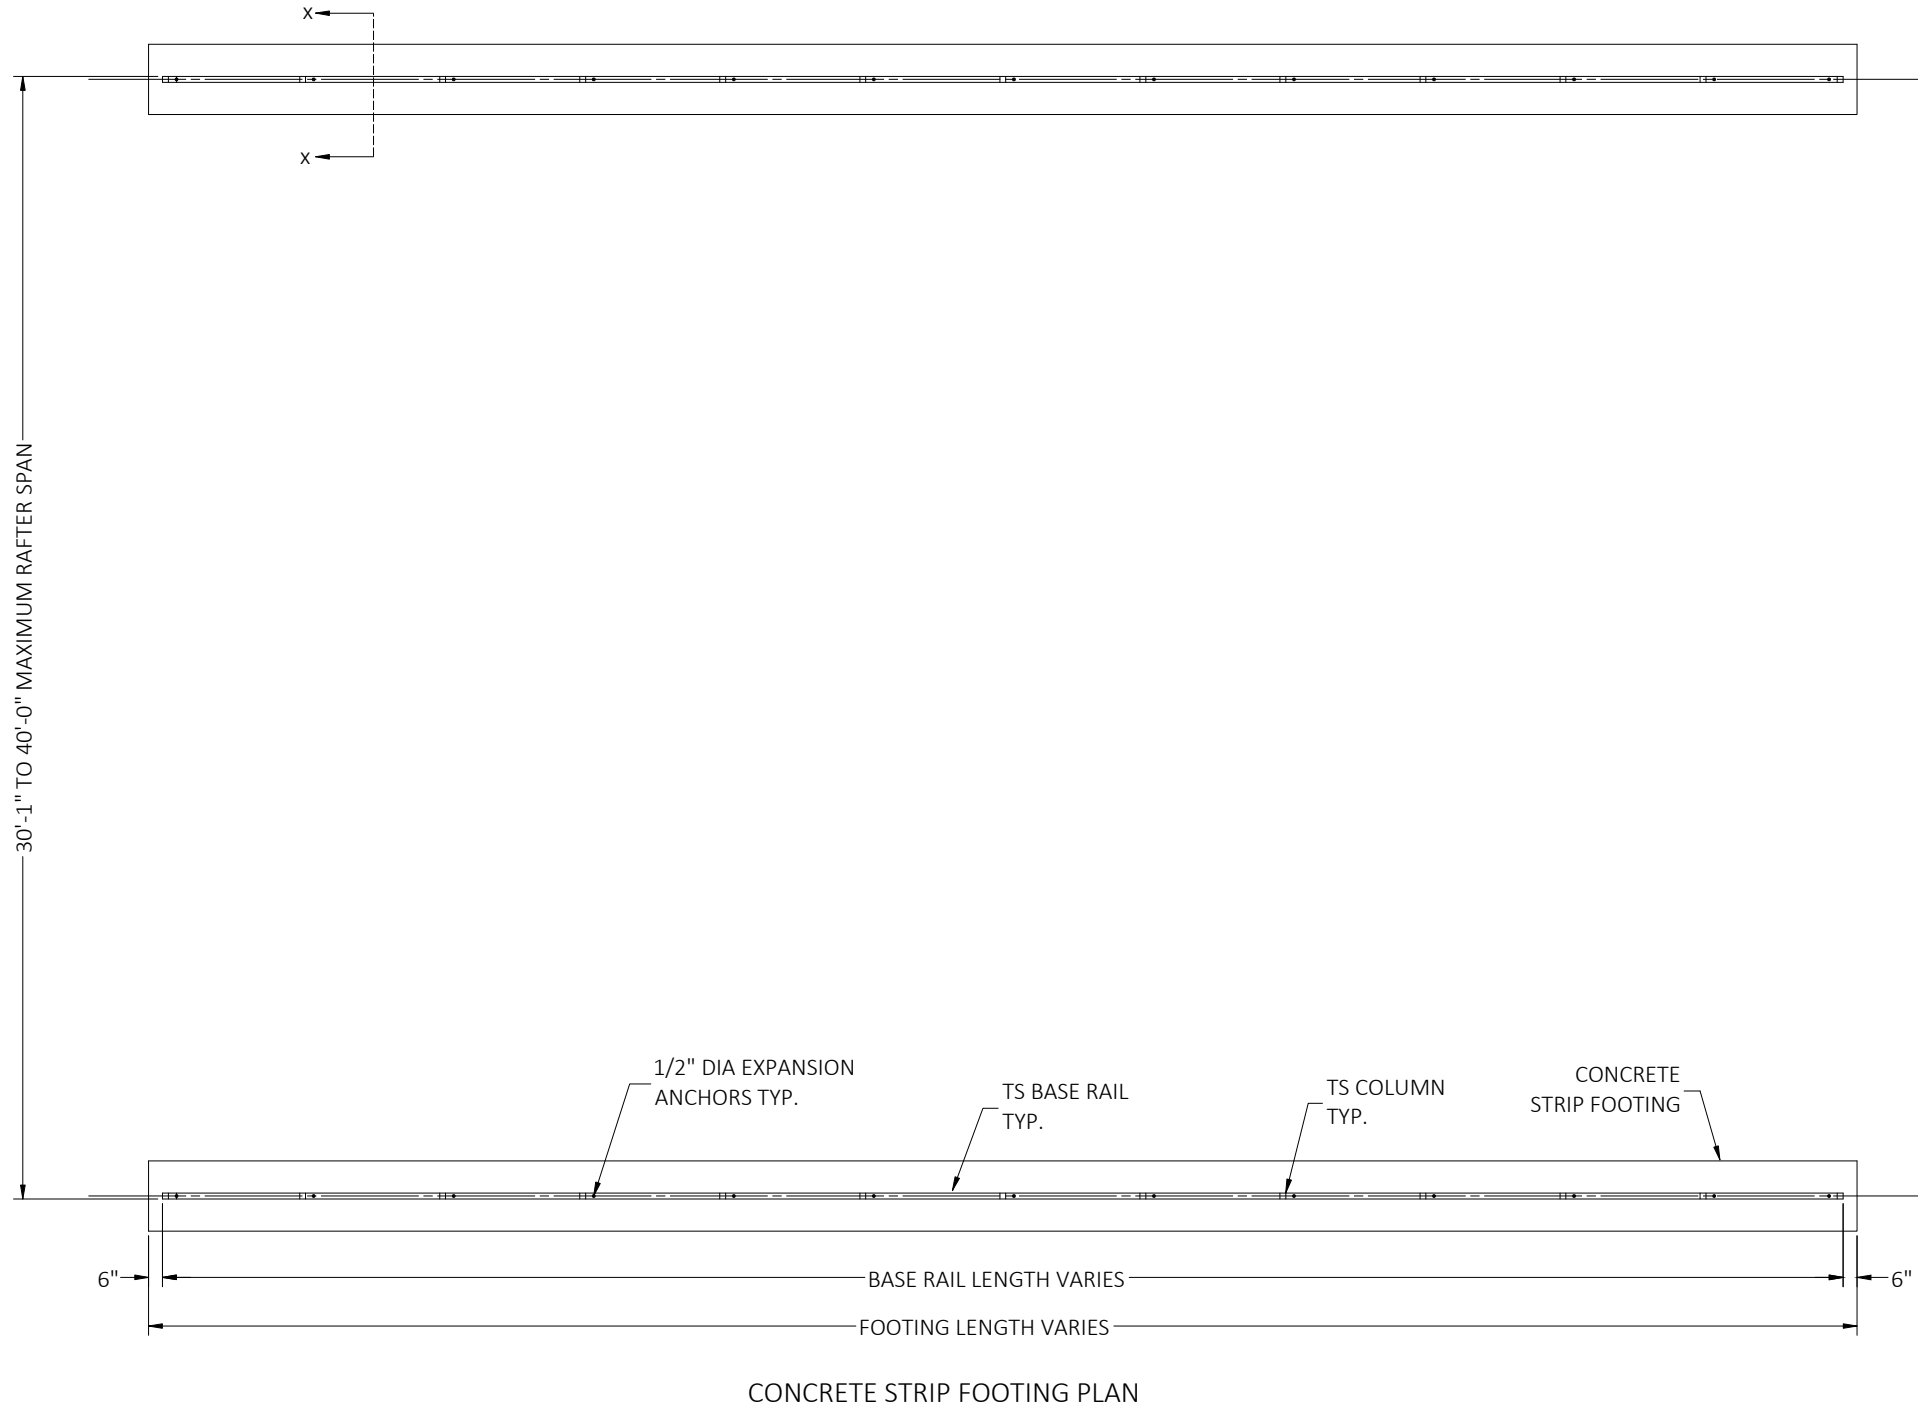 X
X
30'-1" TO 40'-0" MAXIMUM RAFTER SPAN
1/2" DIA EXPANSION
ANCHORS TYP.
TS BASE RAIL
TYP.
TS COLUMN
TYP.
CONCRETE
STRIP FOOTING
6"
BASE RAIL LENGTH VARIES
6"
FOOTING LENGTH VARIES
CONCRETE STRIP FOOTING PLAN